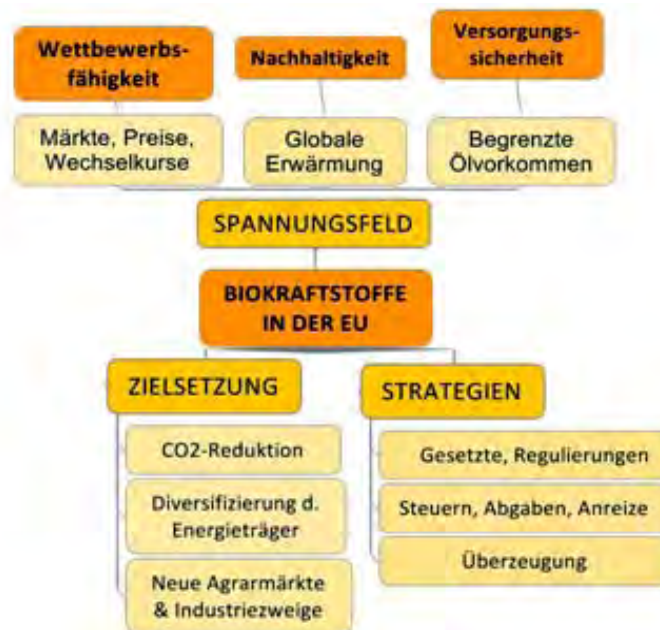 Wettbewerbs-
fähigkeit
Nachhaltigkeit
Versorgungs-
sicherheit
Märkte, Preise,
Wechselkurse
Globale
Erwärmung
Begrenzte
Ölvorkommen
SPANNUNGSFELD
BIOKRAFTSTOFFE
IN DER EU
ZIELSETZUNG
CO2-Reduktion
Diversifizierung d.
Energieträger
Neue Agrarmärkte
& Industriezweige
STRATEGIEN
Gesetzte, Regulierungen
Steuern, Abgaben, Anreize
Überzeugung